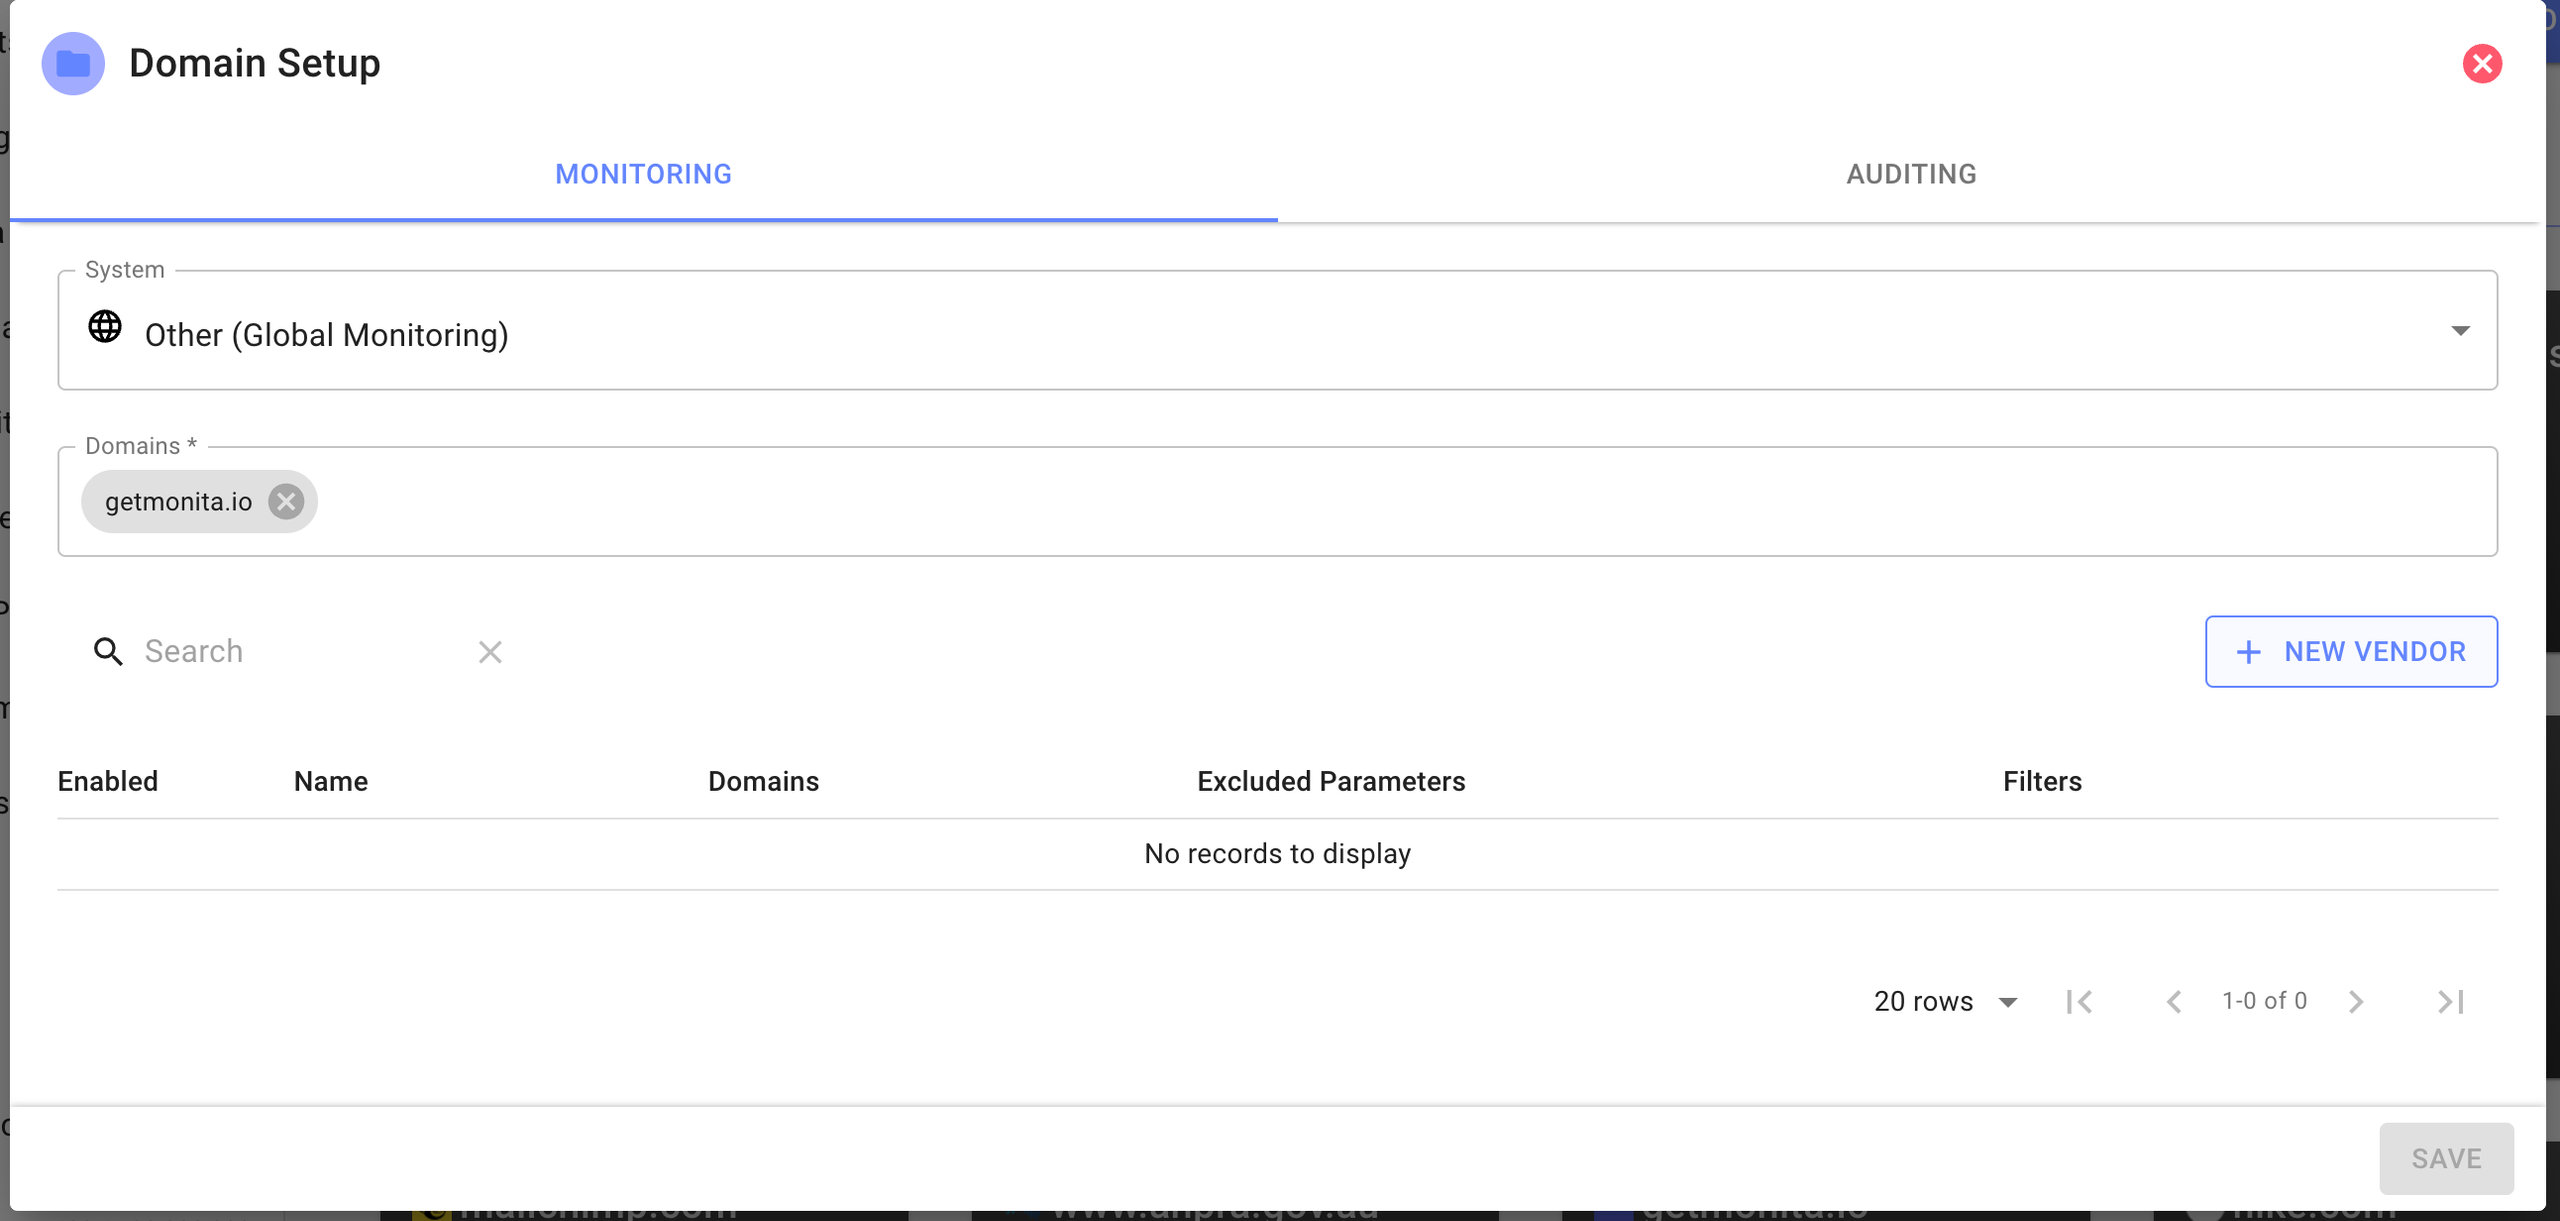 Domain Setup
MONITORING
AUDITING
System
Other (Global Monitoring)
Domains *
getmonita.io
Search
NEW VENDOR
Enabled Name Domains Excluded Parameters Filters
No records to display
20 rows 1-0 of 0
SAVE